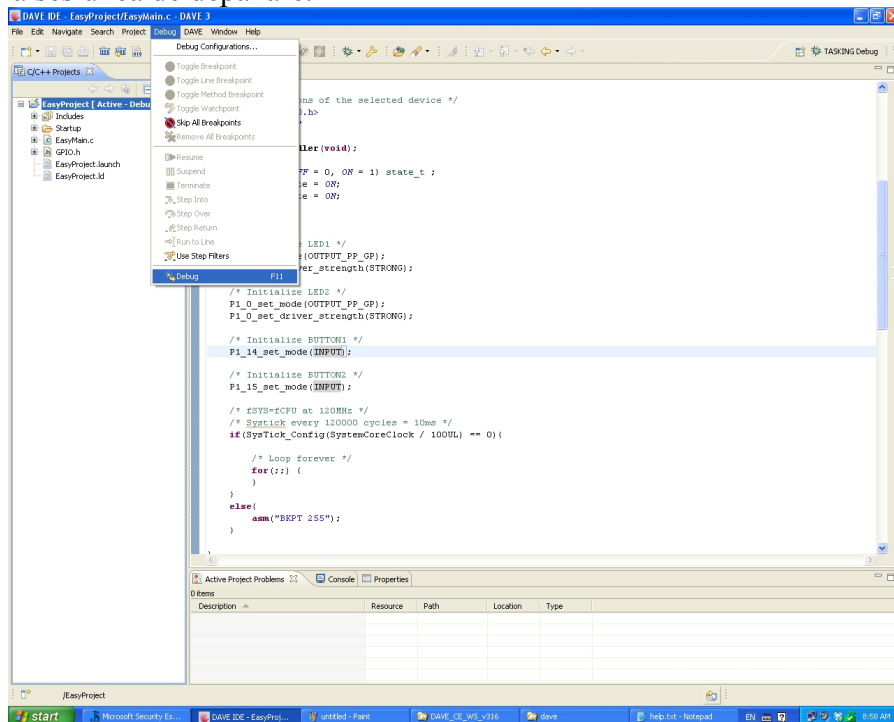 DAVE IDE - EasyProject/EasyMain.c - DAVE 3
File Edit Navigate Search Project Debug DAVE Window Help
TASKING Debug
C/C++ Projects
EasyProject [ Active - Debu
Includes
Startup
EasyMain.c
GPIO.h
EasyProject.launch
EasyProject.ld
Debug Configurations...
Toggle Breakpoint
Toggle Line Breakpoint
Toggle Method Breakpoint
Toggle Watchpoint
Skip All Breakpoints
Remove All Breakpoints
Resume
Suspend
Terminate
Step Into
Step Over
Step Return
Run to Line
Use Step Filters
Debug F11
ons of the selected device */
.h>
ller(void);
FF = 0, ON = 1} state_t ;
te = ON;
te = ON;
LED1 */
(OUTPUT_PP_GP);
ver_strength(STRONG);
/* Initialize LED2 */
P1_0_set_mode(OUTPUT_PP_GP);
P1_0_set_driver_strength(STRONG);
/* Initialize BUTTON1 */
P1_14_set_mode(INPUT);
/* Initialize BUTTON2 */
P1_15_set_mode(INPUT);
/* fSYS=fCPU at 120MHz */
/* Systick every 120000 cycles = 10ms */
if(SysTick_Config(SystemCoreClock / 100UL) == 0){
/* Loop forever */
for(;;) {
}
}
else{
asm("BKPT 255");
}
Active Project Problems Console Properties
0 items
Description Resource Path Location Type
/EasyProject
start Microsoft Security Es... DAVE IDE - EasyProj... untitled - Paint DAVE_CE_WS_v316 dave help.txt - Notepad EN 8:58 AM